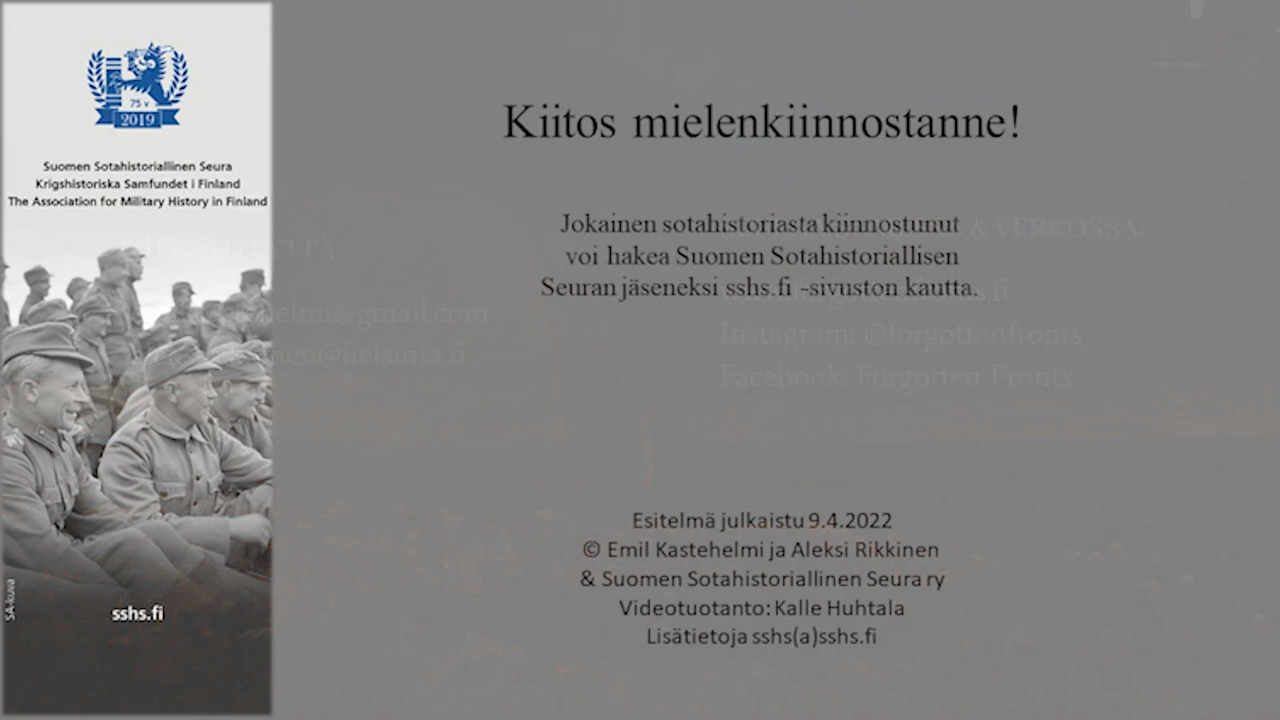 75 v
2019
Suomen Sotahistoriallinen Seura
Krigshistoriska Samfundet i Finland
The Association for Military History in Finland
SA-kuva
sshs.fi
Kiitos mielenkiinnostanne!
Jokainen sotahistoriasta kiinnostunut
voi hakea Suomen Sotahistoriallisen
Seuran jäseneksi sshs.fi -sivuston kautta.
& VERKOSSA:
Instagram: @forgottenfronts
Facebook: Forgotten Fronts
Esitelmä julkaistu 9.4.2022
© Emil Kastehelmi ja Aleksi Rikkinen
& Suomen Sotahistoriallinen Seura ry
Videotuotanto: Kalle Huhtala
Lisätietoja sshs(a)sshs.fi